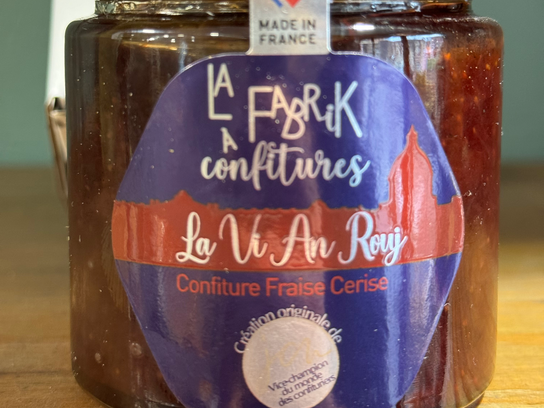 MADE IN
FRANCE
LA
FABRIK
À
confitures
La Vi An Rouj
Confiture Fraise Cerise
Création originale de
Vice-champion
du monde
des confituriers